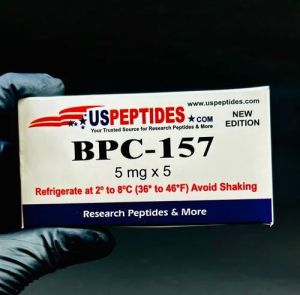 www.uspeptides.com
USPEPTIDES.COM
Your Trusted Source for Research Peptides & More
NEW
EDITION
BPC-157
5 mg x 5
Refrigerate at 2° to 8°C (36° to 46°F) Avoid Shaking
Research Peptides & More